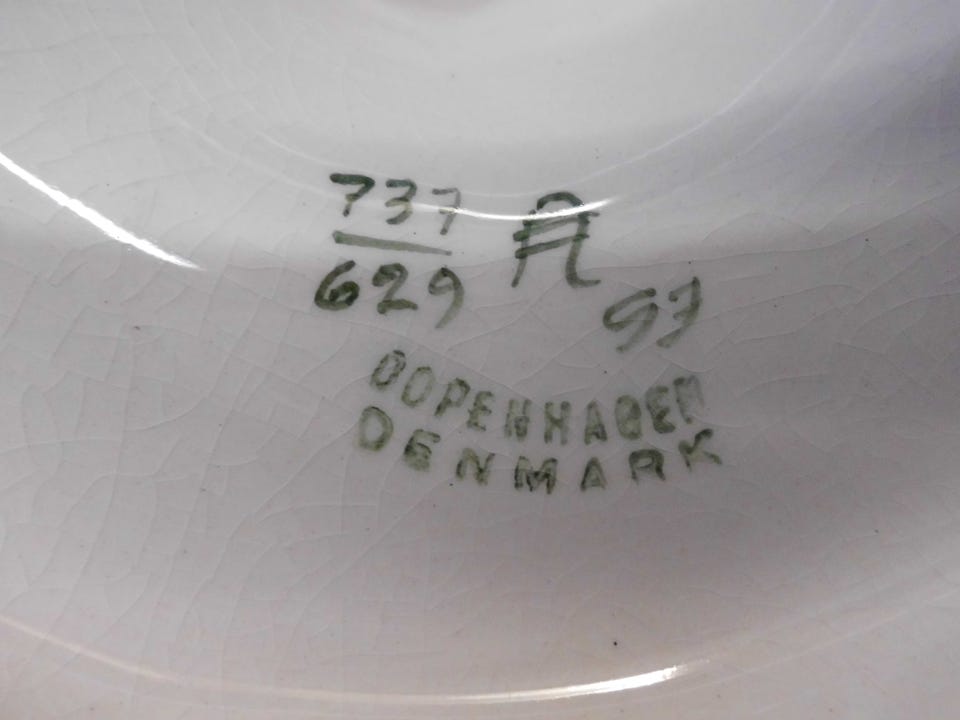 737
629
97
COPENHAGEN
DENMARK